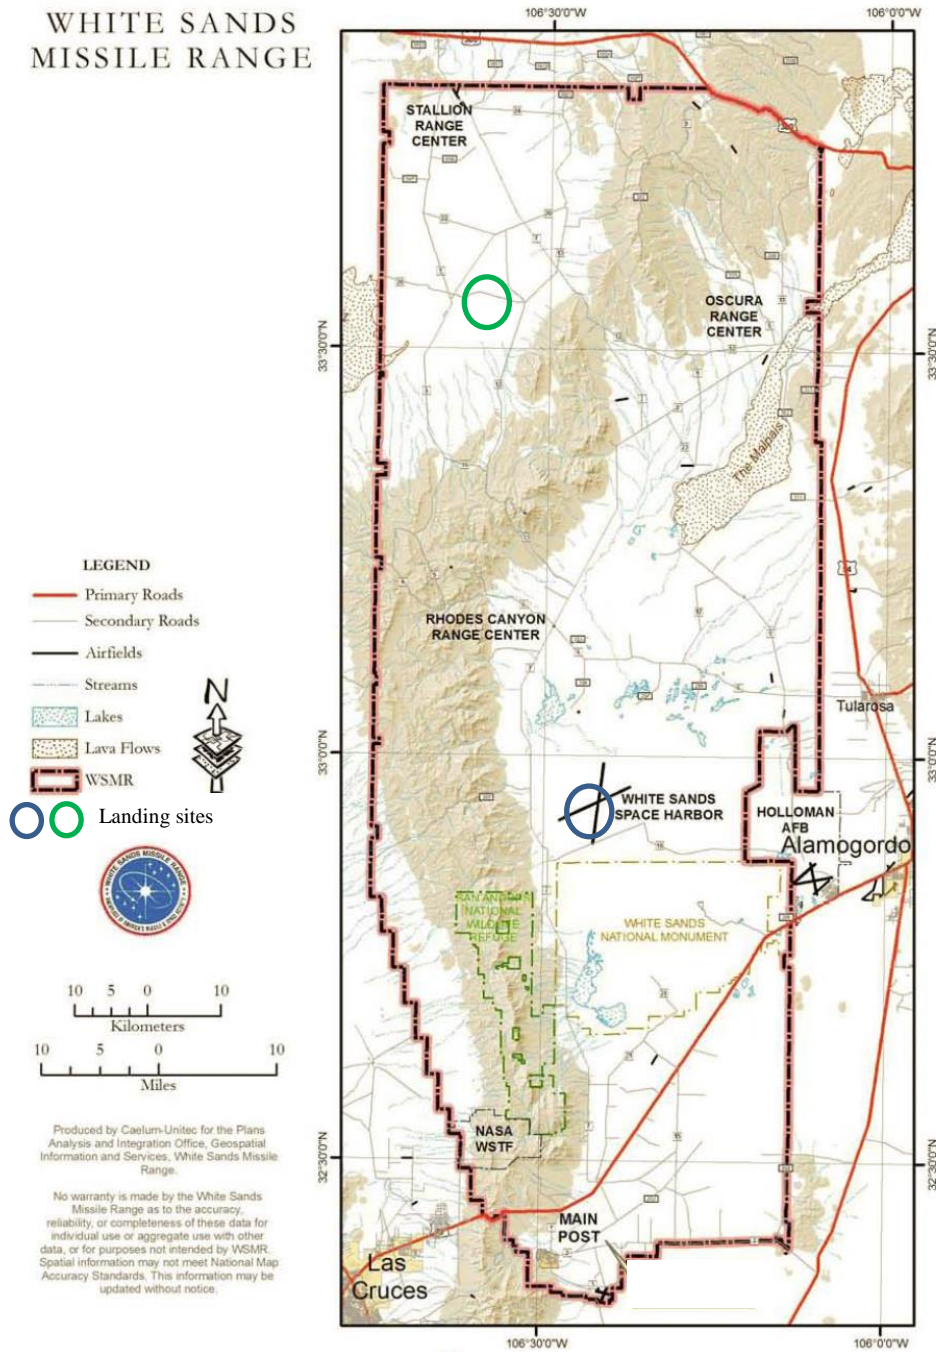 WHITE SANDS
MISSILE RANGE
106°30'0"W
106°0'0"W
STALLION
RANGE
CENTER
OSCURA
RANGE
CENTER
33°30'0"N
33°30'0"N
The Malpais
LEGEND
Primary Roads
Secondary Roads
Airfields
Streams
Lakes
Lava Flows
WSMR
Landing sites
N
RHODES CANYON
RANGE CENTER
Tularosa
33°0'0"N
33°0'0"N
WHITE SANDS
SPACE HARBOR
HOLLOMAN
AFB
Alamogordo
WHITE SANDS MISSILE RANGE
SAN ANDRES
NATIONAL
WILDLIFE
REFUGE
WHITE SANDS
NATIONAL MONUMENT
10 5 0 10
Kilometers
10 5 0 10
Miles
NASA
WSTF
32°30'0"N
32°30'0"N
Produced by Caelum-Unitec for the Plans
Analysis and Integration Office, Geospatial
Information and Services, White Sands Missile
Range.
No warranty is made by the White Sands
Missile Range as to the accuracy,
reliability, or completeness of these data for
individual use or aggregate use with other
data, or for purposes not intended by WSMR.
Spatial information may not meet National Map
Accuracy Standards. This information may be
updated without notice.
MAIN
POST
Las
Cruces
106°30'0"W
106°0'0"W